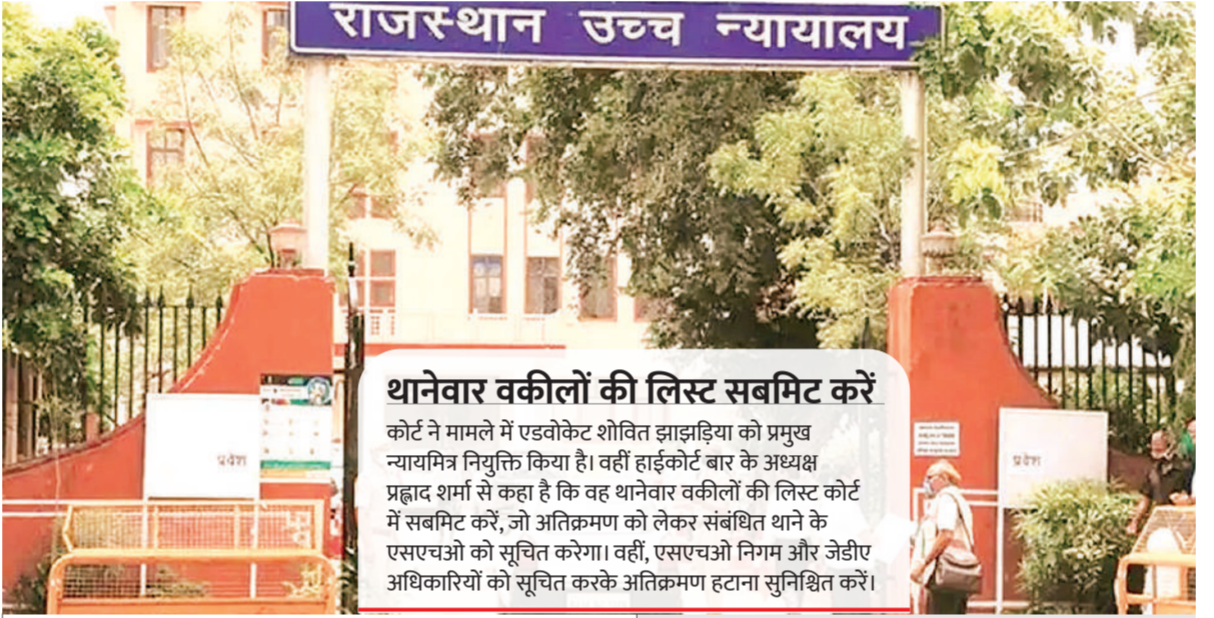 राजस्थान उच्च न्यायालय
प्रवेश
प्रवेश
थानेवार वकीलों की लिस्ट सबमिट करें
कोर्ट ने मामले में एडवोकेट शोवित झाझड़िया को प्रमुख
न्यायमित्र नियुक्ति किया है। वहीं हाईकोर्ट बार के अध्यक्ष
प्रह्लाद शर्मा से कहा है कि वह थानेवार वकीलों की लिस्ट कोर्ट
में सबमिट करें, जो अतिक्रमण को लेकर संबंधित थाने के
एसएचओ को सूचित करेगा। वहीं, एसएचओ निगम और जेडीए
अधिकारियों को सूचित करके अतिक्रमण हटाना सुनिश्चित करें।